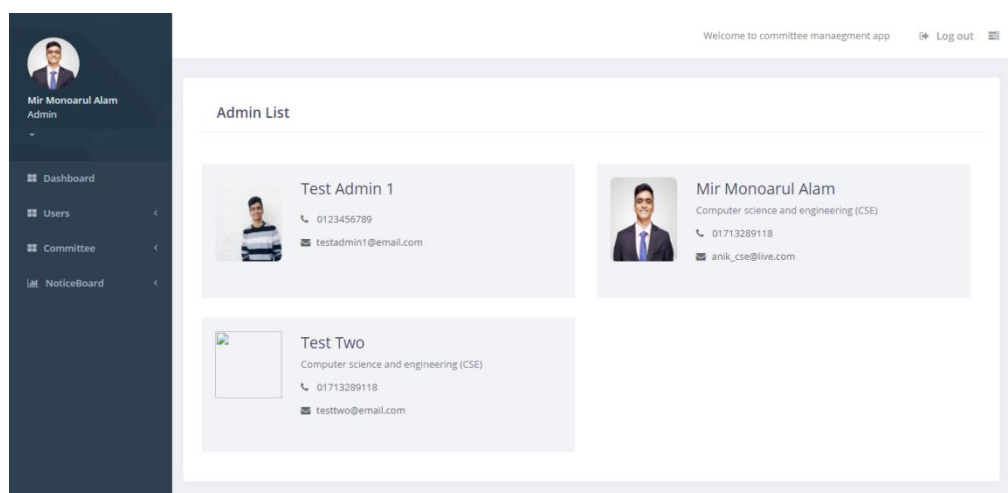 Welcome to committee manaegment app
Log out
Mir Monoarul Alam
Admin
Dashboard
Users
Committee
NoticeBoard
Admin List
Test Admin 1
0123456789
testadmin1@email.com
Mir Monoarul Alam
Computer science and engineering (CSE)
01713289118
anik_cse@live.com
Test Two
Computer science and engineering (CSE)
01713289118
testtwo@email.com